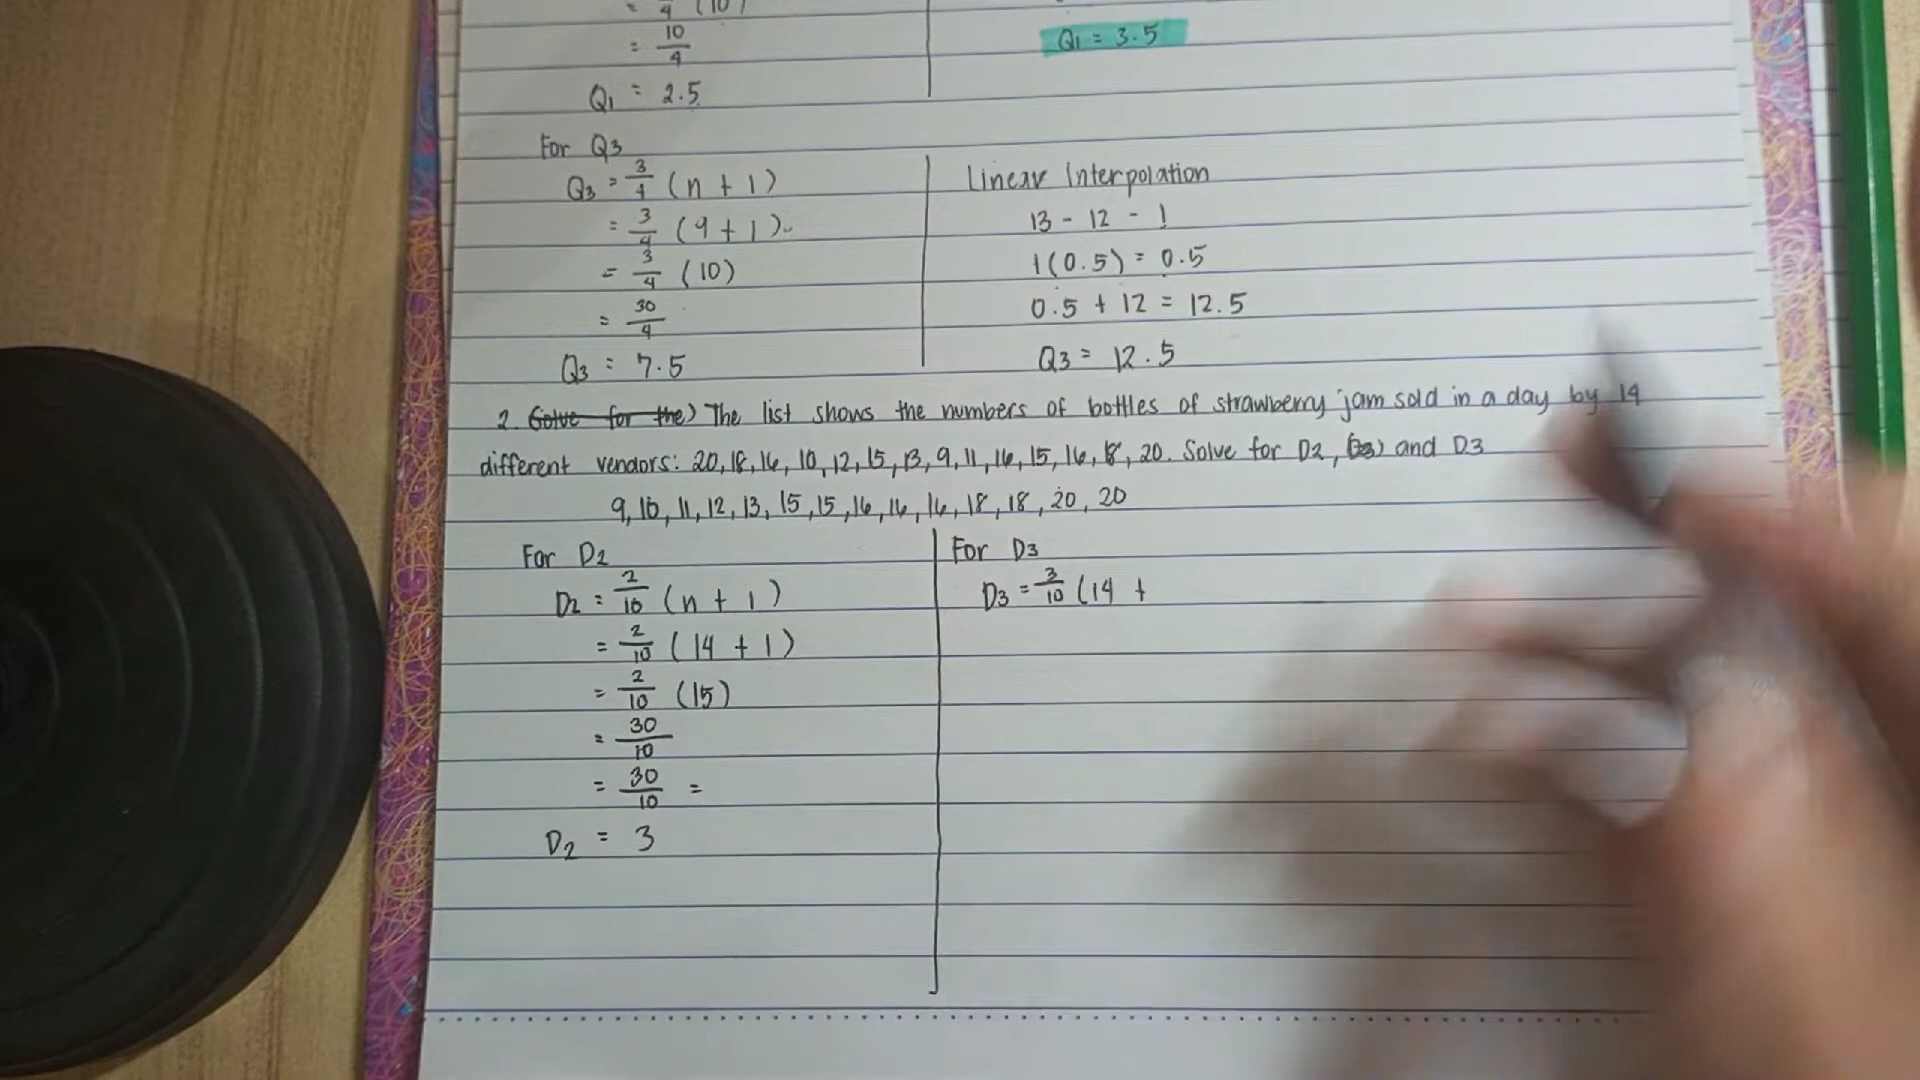 = 4 (10)
= 10/4
Q1 = 2.5
Q1 = 3.5
For Q3
Q3 = 3/4 (n + 1)
= 3/4 (9 + 1)
= 3/4 (10)
= 30/4
Q3 = 7.5
Linear Interpolation
13 - 12 - 1
1(0.5) = 0.5
0.5 + 12 = 12.5
Q3 = 12.5
2. Solve for the) The list shows the numbers of bottles of strawberry jam sold in a day by 14
different vendors: 20, 18, 16, 10, 12, 15, 13, 9, 11, 16, 15, 16, 18, 20. Solve for D2, and D3
9, 10, 11, 12, 13, 15, 15, 16, 16, 16, 18, 18, 20, 20
For D2
D2 = 2/10 (n + 1)
= 2/10 (14 + 1)
= 2/10 (15)
= 30/10
= 30/10 =
D2 = 3
For D3
D3 = 3/10 (14 +